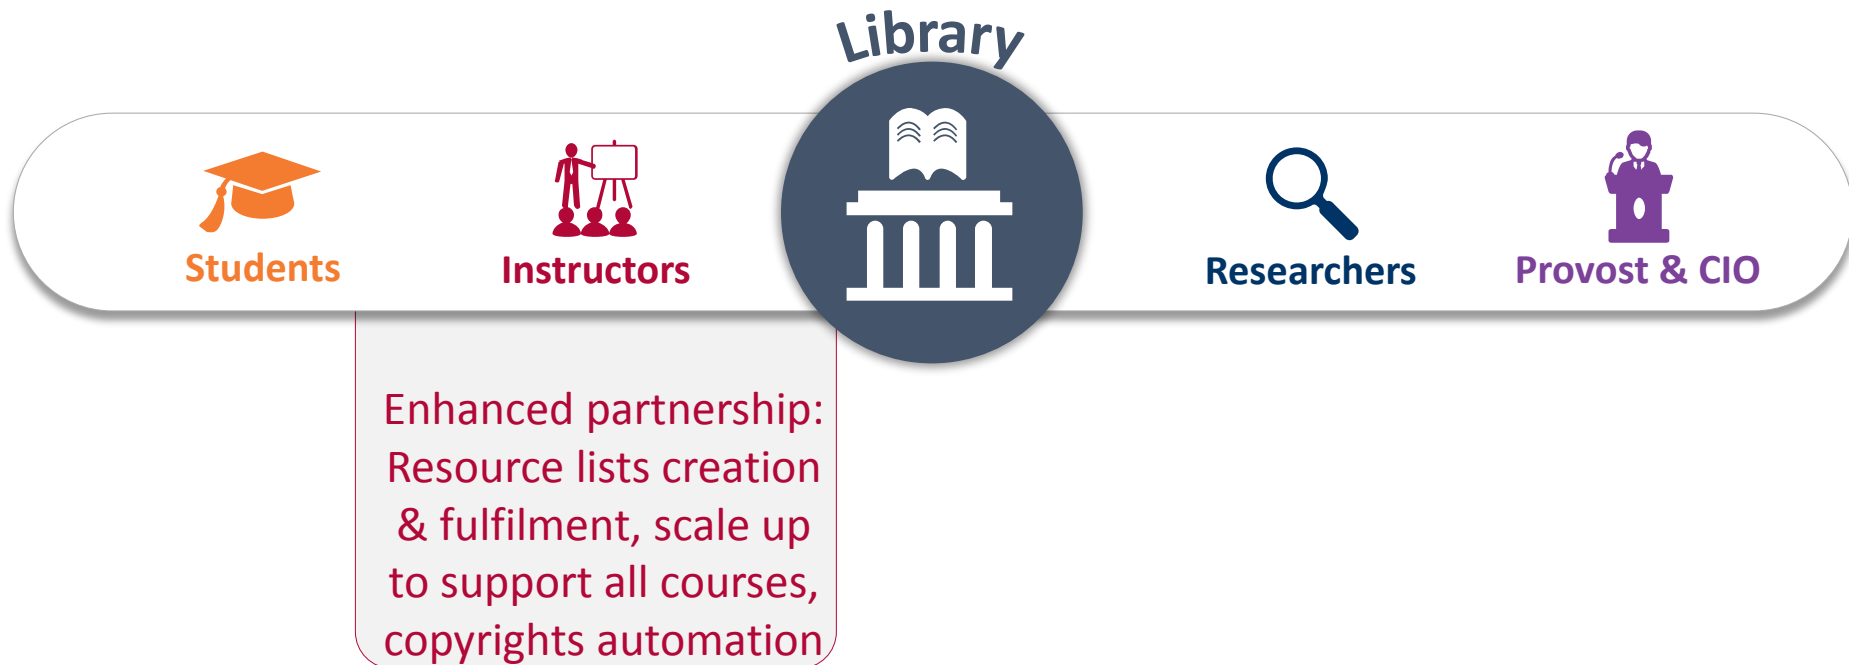 Library
Students
Instructors
Researchers
Provost & CIO
Enhanced partnership:
Resource lists creation
& fulfilment, scale up
to support all courses,
copyrights automation